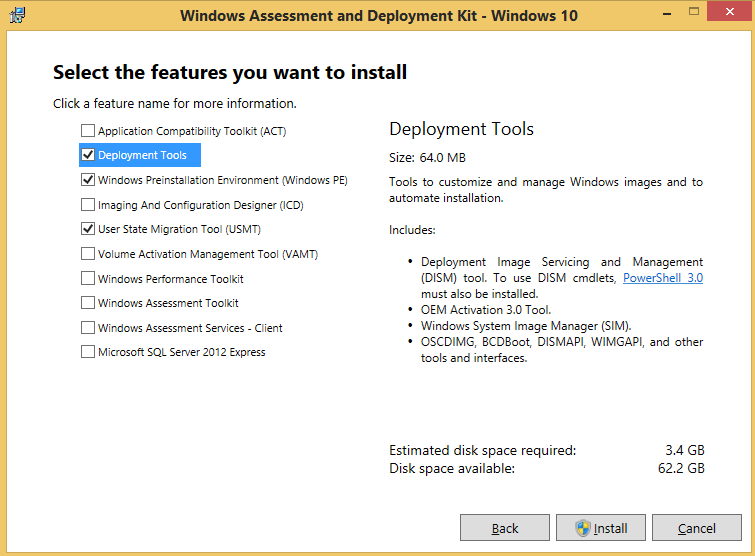 Windows Assessment and Deployment Kit - Windows 10
Select the features you want to install
Click a feature name for more information.
Application Compatibility Toolkit (ACT)
Deployment Tools
Windows Preinstallation Environment (Windows PE)
Imaging And Configuration Designer (ICD)
User State Migration Tool (USMT)
Volume Activation Management Tool (VAMT)
Windows Performance Toolkit
Windows Assessment Toolkit
Windows Assessment Services - Client
Microsoft SQL Server 2012 Express
Deployment Tools
Size: 64.0 MB
Tools to customize and manage Windows images and to
automate installation.
Includes:
• Deployment Image Servicing and Management
(DISM) tool. To use DISM cmdlets, PowerShell 3.0
must also be installed.
• OEM Activation 3.0 Tool.
• Windows System Image Manager (SIM).
• OSCDIMG, BCDBoot, DISMAPI, WIMGAPI, and other
tools and interfaces.
Estimated disk space required: 3.4 GB
Disk space available: 62.2 GB
Back Install Cancel